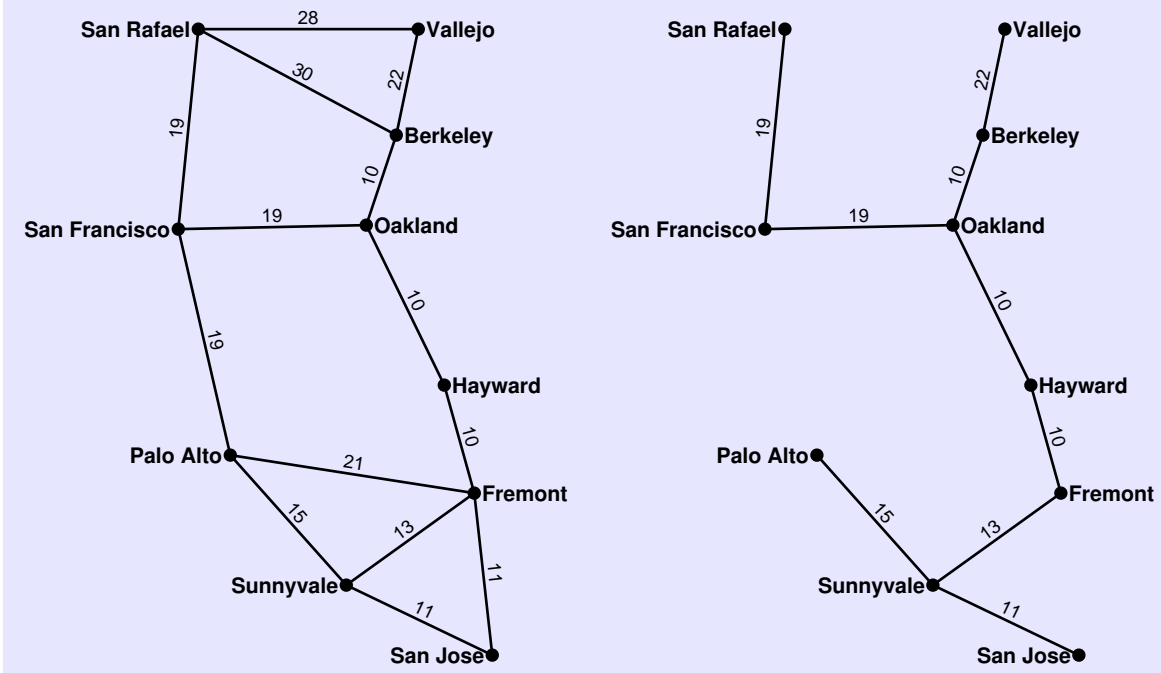 28
San Rafael
Vallejo
30
22
19
Berkeley
10
19
San Francisco
Oakland
10
19
Hayward
10
Palo Alto
21
Fremont
15
13
11
Sunnyvale
11
San Jose
San Rafael
Vallejo
22
19
Berkeley
10
19
San Francisco
Oakland
10
Hayward
10
Palo Alto
Fremont
15
13
Sunnyvale
11
San Jose